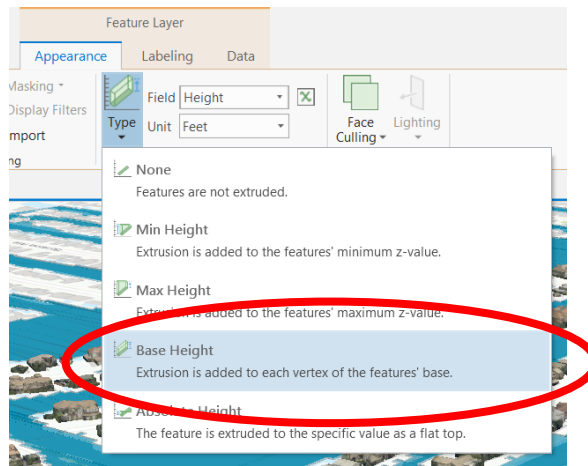 Feature Layer
Appearance Labeling Data
Masking
Display Filters
mport
ng
Type
Field Height
Unit Feet
Face Culling
Lighting
None
Features are not extruded.
Min Height
Extrusion is added to the features' minimum z-value.
Max Height
Extrusion is added to the features' maximum z-value.
Base Height
Extrusion is added to each vertex of the features' base.
Absolute Height
The feature is extruded to the specific value as a flat top.